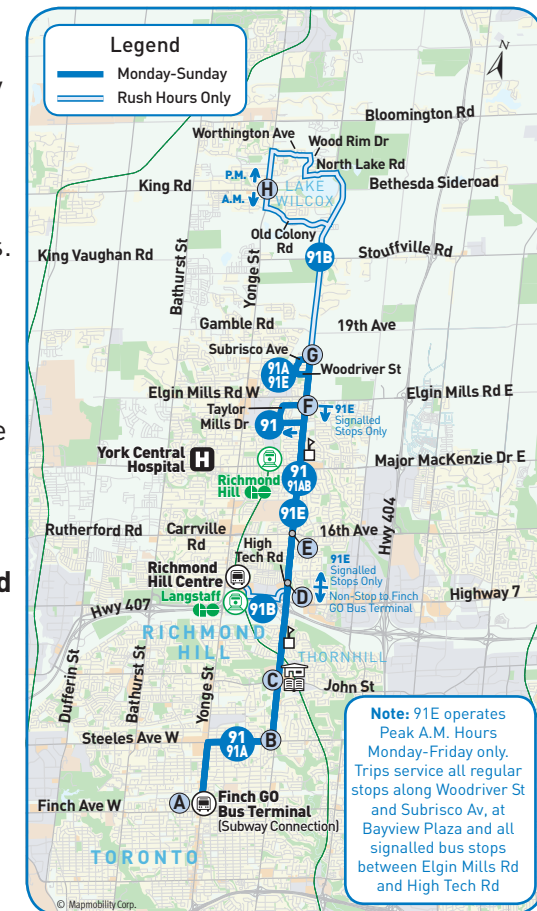 Legend
Monday-Sunday
Rush Hours Only
N
Bloomington Rd
Worthington Ave
Wood Rim Dr
North Lake Rd
P.M.
King Rd
H
LAKE
WILCOX
Bethesda Sideroad
A.M.
Old Colony
Rd
s.
King Vaughan Rd
Bathurst St
Yonge St
91B
Stouffville Rd
Gamble Rd
19th Ave
Subrisco Ave
G
91A
91E
Woodriver St
Elgin Mills Rd W
Elgin Mills Rd E
Taylor
Mills Dr
F
91E
Signalled
Stops Only
91
e
York Central
Hospital
H
Major MacKenzie Dr E
Richmond
Hill
91
91AB
91E
Hwy 404
Rutherford Rd
Carrville
Rd
16th Ave
High
Tech Rd
E
d
Richmond
Hill Centre
91E
Signalled
Stops Only
Langstaff
91B
D
Non-Stop to Finch
GO Bus Terminal
Highway 7
Hwy 407
RICHMOND
HILL
THORNHILL
Dufferin St
Bathurst St
Yonge St
C
John St
Steeles Ave W
91
91A
B
Finch Ave W
A
Finch GO
Bus Terminal
(Subway Connection)
TORONTO
Note: 91E operates
Peak A.M. Hours
Monday-Friday only.
Trips service all regular
stops along Woodriver St
and Subrisco Av, at
Bayview Plaza and all
signalled bus stops
between Elgin Mills Rd
and High Tech Rd
© Mapmobility Corp.